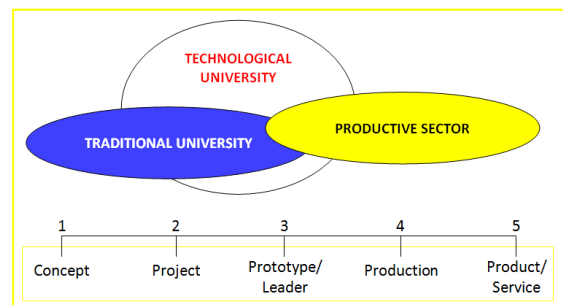 TECHNOLOGICAL
UNIVERSITY
TRADITIONAL UNIVERSITY
PRODUCTIVE SECTOR
1 2 3 4 5
Concept Project Prototype/ Production Product/
Leader Service